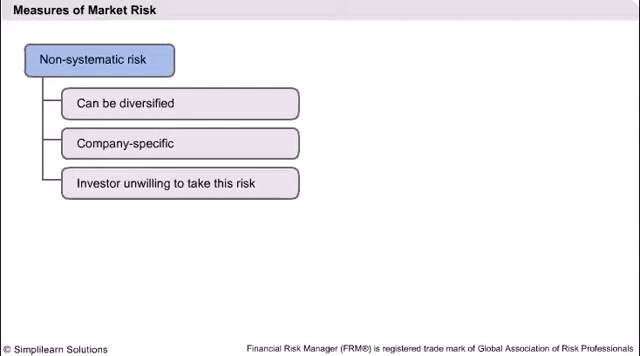 Measures of Market Risk
Non-systematic risk
Can be diversified
Company-specific
Investor unwilling to take this risk
© Simplilearn Solutions
Financial Risk Manager (FRM®) is registered trade mark of Global Association of Risk Professionals